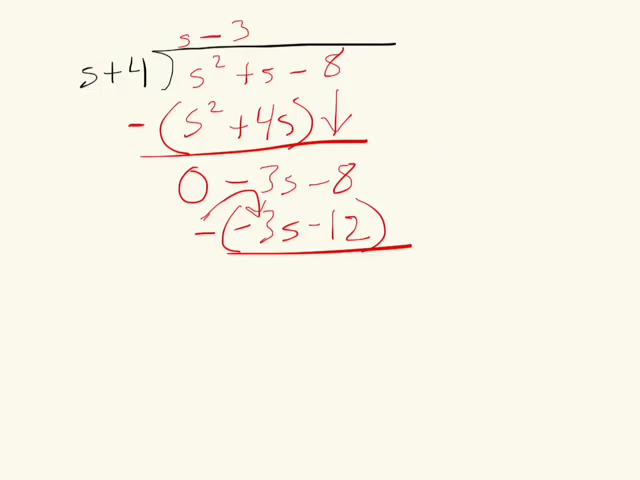 s - 3
s+4) s² + s - 8
- (s² + 4s) ↓
0 - 3s - 8
- (-3s - 12)